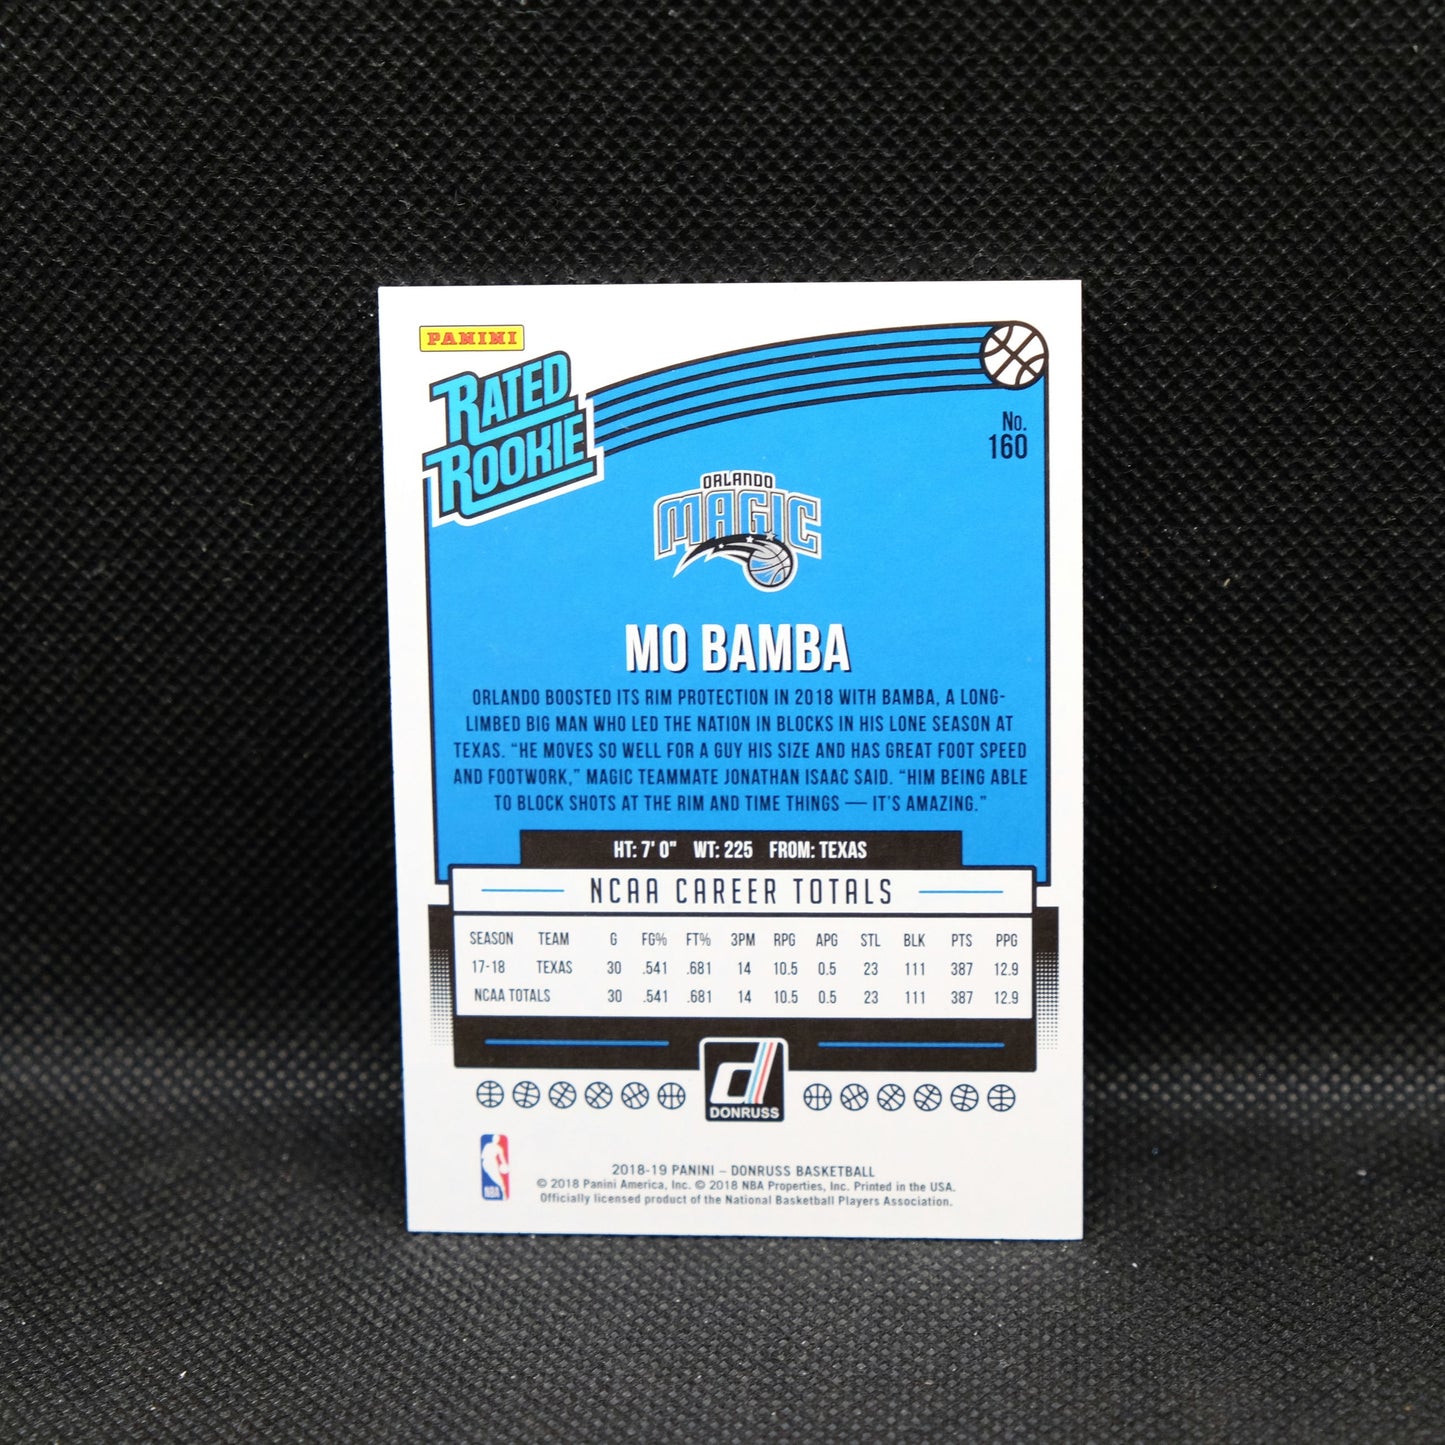 PANINI
RATED
ROOKIE
No.
160
ORLANDO
MAGIC
MO BAMBA
ORLANDO BOOSTED ITS RIM PROTECTION IN 2018 WITH BAMBA, A LONG-
LIMBED BIG MAN WHO LED THE NATION IN BLOCKS IN HIS LONE SEASON AT
TEXAS. “HE MOVES SO WELL FOR A GUY HIS SIZE AND HAS GREAT FOOT SPEED
AND FOOTWORK,” MAGIC TEAMMATE JONATHAN ISAAC SAID. “HIM BEING ABLE
TO BLOCK SHOTS AT THE RIM AND TIME THINGS — IT’S AMAZING.”
HT: 7' 0" WT: 225 FROM: TEXAS
NCAA CAREER TOTALS
SEASON TEAM G FG% FT% 3PM RPG APG STL BLK PTS PPG
17-18 TEXAS 30 .541 .681 14 10.5 0.5 23 111 387 12.9
NCAA TOTALS 30 .541 .681 14 10.5 0.5 23 111 387 12.9
d
DONRUSS
NBA
2018-19 PANINI – DONRUSS BASKETBALL
© 2018 Panini America, Inc. © 2018 NBA Properties, Inc. Printed in the USA.
Officially licensed product of the National Basketball Players Association.